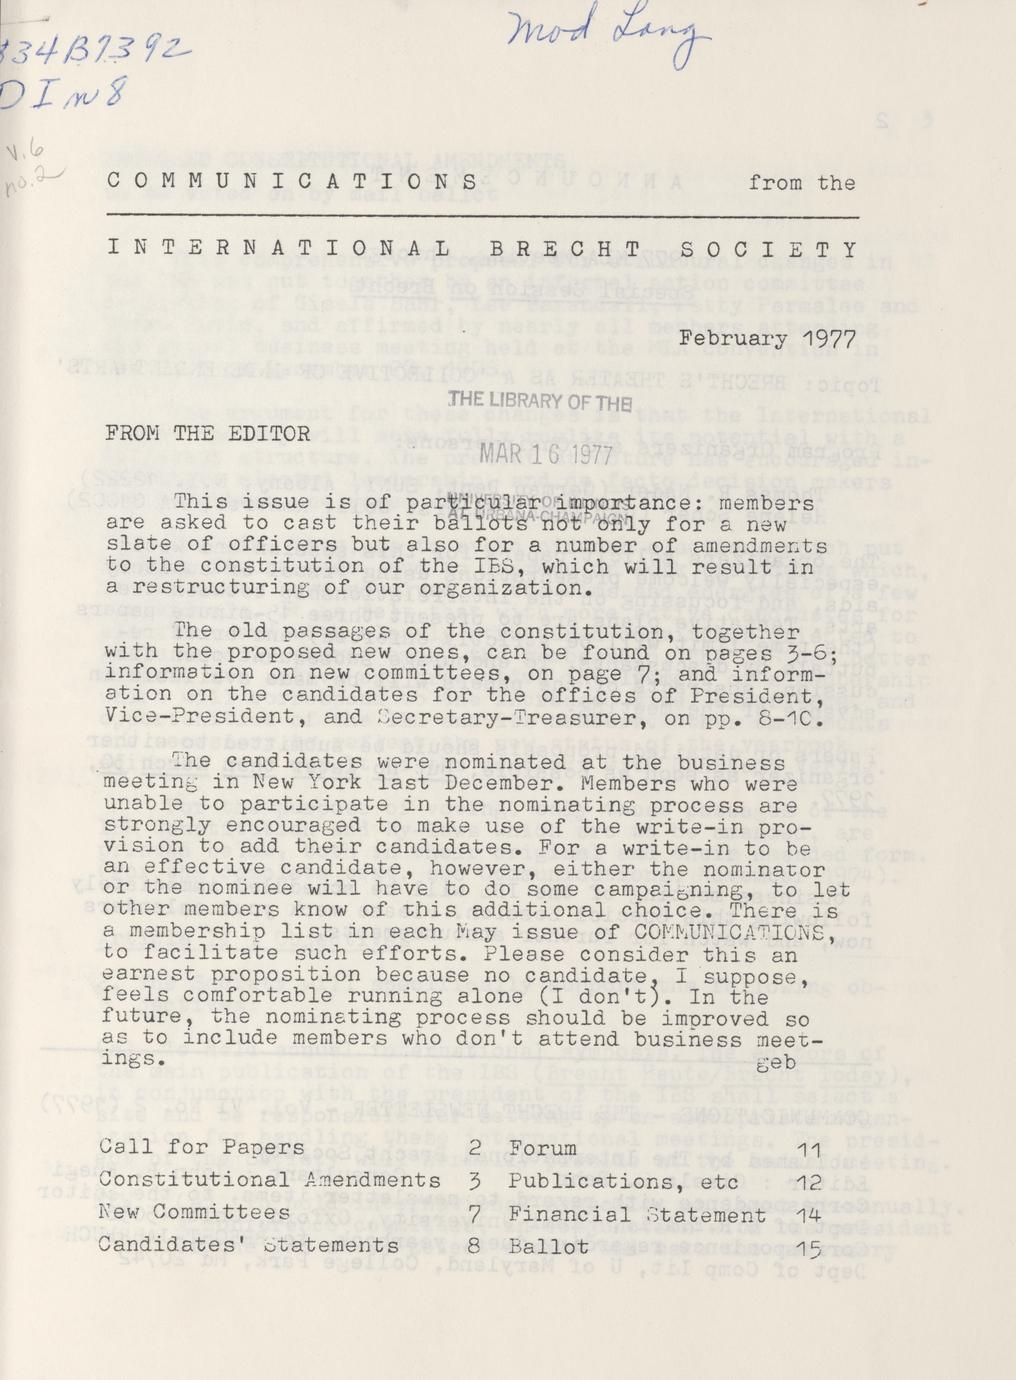 834B7392
DIn8
Mod Lang
v.6
no.2
COMMUNICATIONS from the
INTERNATIONAL BRECHT SOCIETY
February 1977
THE LIBRARY OF THE
MAR 16 1977
UNIVERSITY OF
AT URBANA-CHAMPAIGN
FROM THE EDITOR
This issue is of particular importance: members
are asked to cast their ballots not only for a new
slate of officers but also for a number of amendments
to the constitution of the IBS, which will result in
a restructuring of our organization.
The old passages of the constitution, together
with the proposed new ones, can be found on pages 3-6;
information on new committees, on page 7; and inform-
ation on the candidates for the offices of President,
Vice-President, and Secretary-Treasurer, on pp. 8-10.
The candidates were nominated at the business
meeting in New York last December. Members who were
unable to participate in the nominating process are
strongly encouraged to make use of the write-in pro-
vision to add their candidates. For a write-in to be
an effective candidate, however, either the nominator
or the nominee will have to do some campaigning, to let
other members know of this additional choice. There is
a membership list in each May issue of COMMUNICATIONS,
to facilitate such efforts. Please consider this an
earnest proposition because no candidate, I suppose,
feels comfortable running alone (I don't). In the
future, the nominating process should be improved so
as to include members who don't attend business meet-
ings. geb
Call for Papers 2 Forum 11
Constitutional Amendments 3 Publications, etc 12
New Committees 7 Financial Statement 14
Candidates' Statements 8 Ballot 15